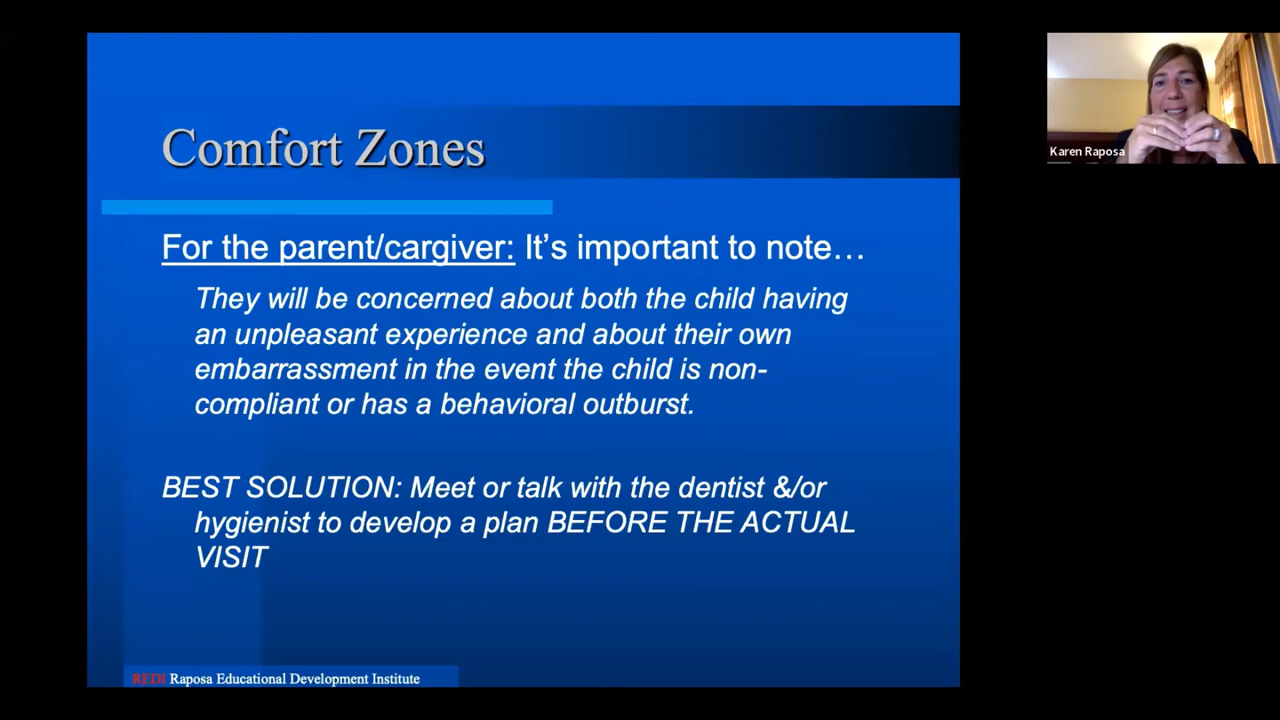 Comfort Zones
For the parent/cargiver: It’s important to note…
They will be concerned about both the child having
an unpleasant experience and about their own
embarrassment in the event the child is non-
compliant or has a behavioral outburst.
BEST SOLUTION: Meet or talk with the dentist &/or
hygienist to develop a plan BEFORE THE ACTUAL
VISIT
REDI Raposa Educational Development Institute
Karen Raposa